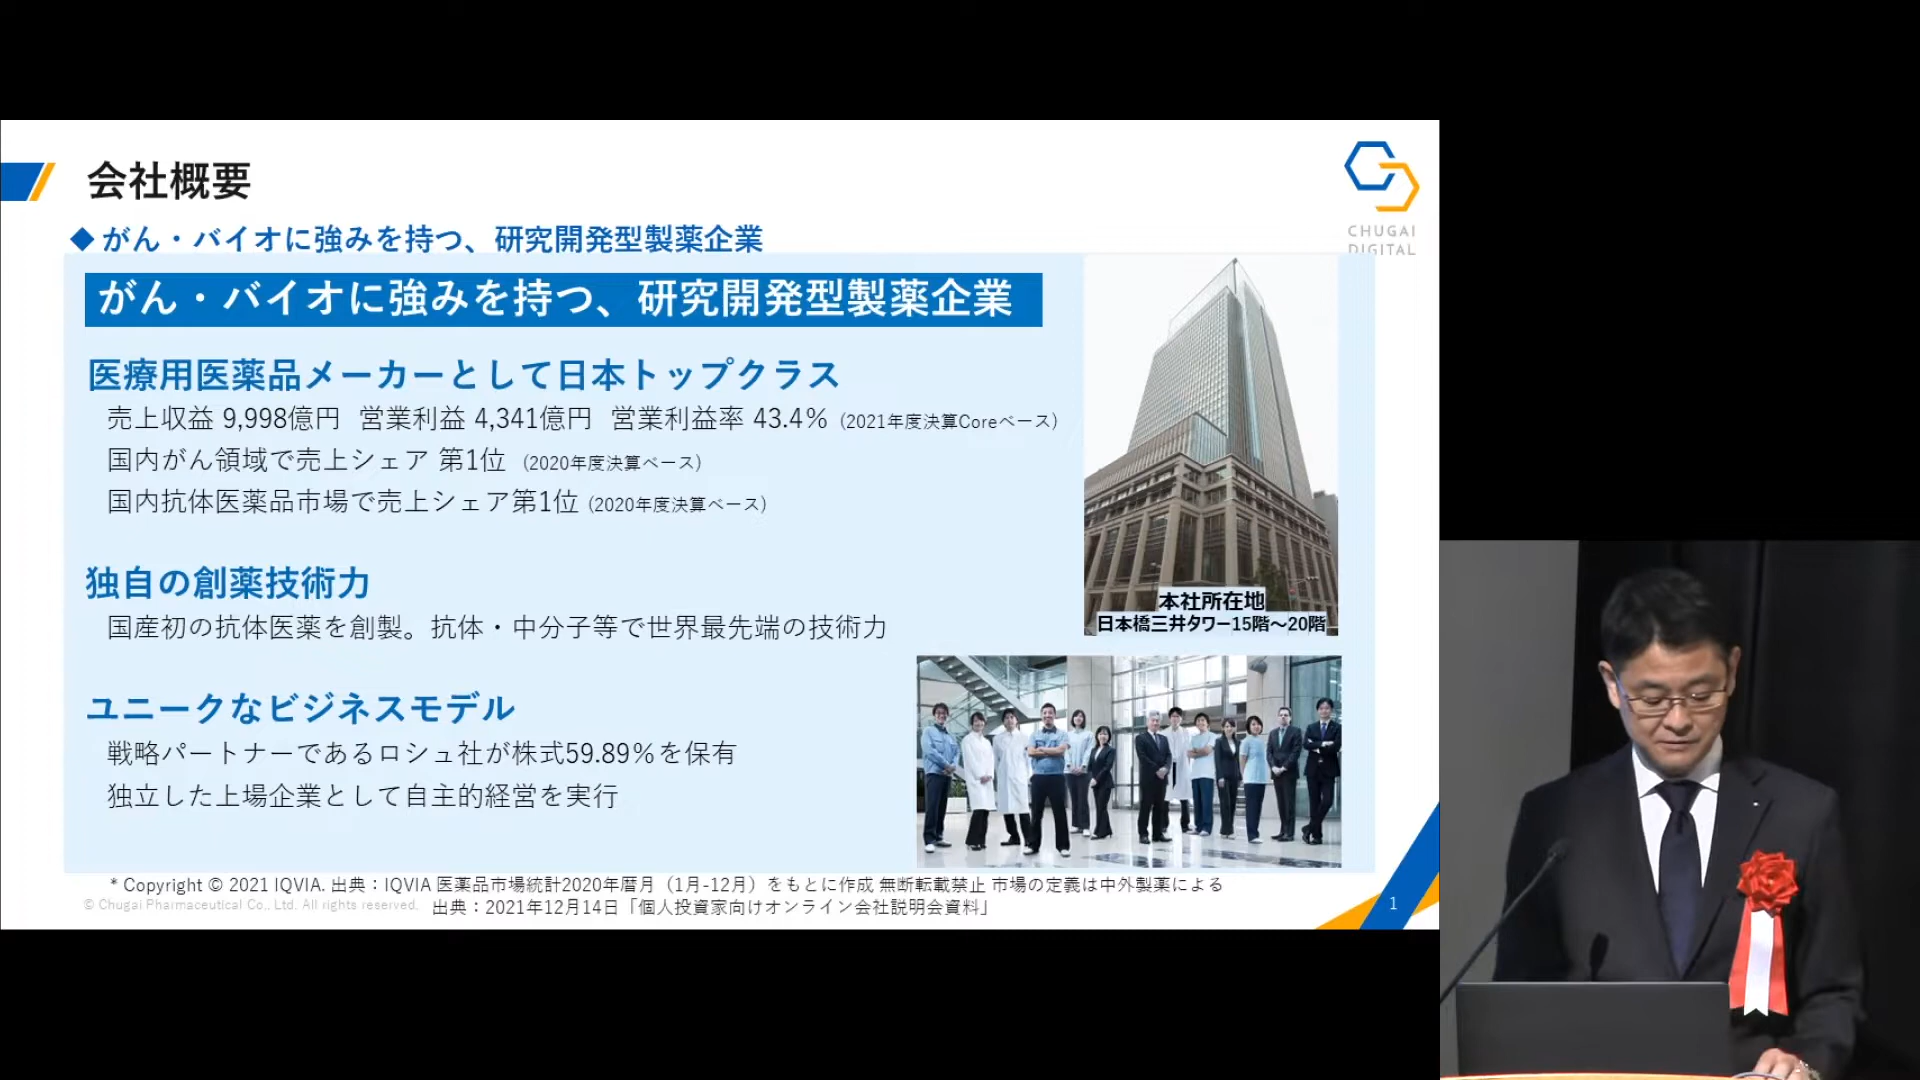 会社概要
CHUGAI
DIGITAL
◆がん・バイオに強みを持つ、研究開発型製薬企業
がん・バイオに強みを持つ、研究開発型製薬企業
医療用医薬品メーカーとして日本トップクラス
売上収益 9,998億円 営業利益 4,341億円 営業利益率 43.4% (2021年度決算Coreベース)
国内がん領域で売上シェア 第1位 (2020年度決算ベース)
国内抗体医薬品市場で売上シェア第1位 (2020年度決算ベース)
独自の創薬技術力
国産初の抗体医薬を創製。抗体・中分子等で世界最先端の技術力
本社所在地
日本橋三井タワー15階～20階
ユニークなビジネスモデル
戦略パートナーであるロシュ社が株式59.89%を保有
独立した上場企業として自主的経営を実行
* Copyright © 2021 IQVIA. 出典：IQVIA 医薬品市場統計2020年暦月（1月-12月）をもとに作成 無断転載禁止 市場の定義は中外製薬による
© Chugai Pharmaceutical Co., Ltd. All rights reserved.
出典：2021年12月14日「個人投資家向けオンライン会社説明会資料」
1